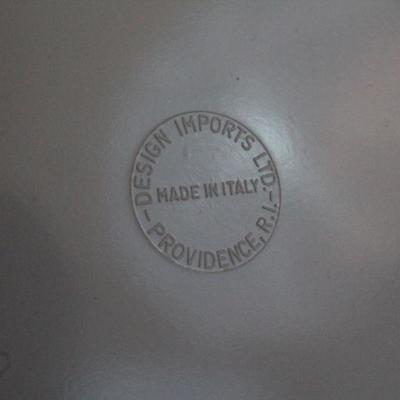 DESIGN IMPORTS LTD.
MADE IN ITALY
PROVIDENCE, R.I.